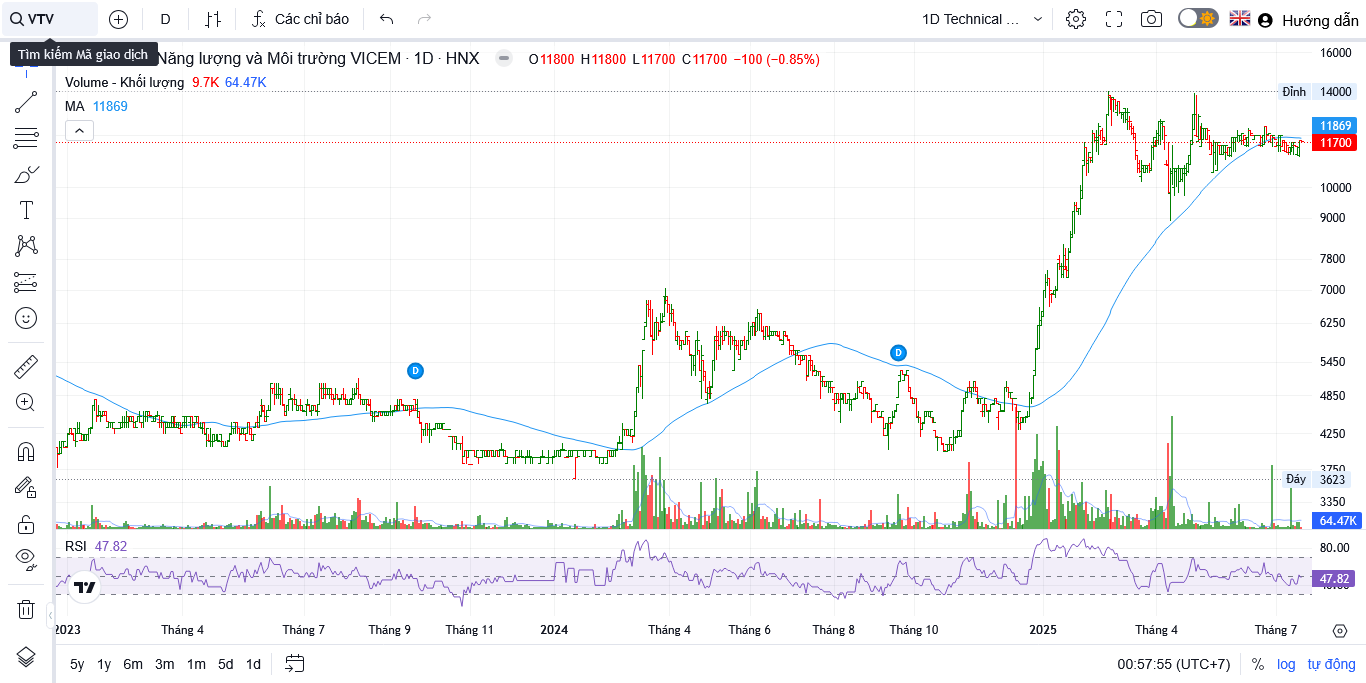 VTV
D
Các chỉ báo
1D Technical ...
Hướng dẫn
Tìm kiếm Mã giao dịch
Năng lượng và Môi trường VICEM · 1D · HNX
O11800 H11800 L11700 C11700 −100 (−0.85%)
Volume - Khối lượng 9.7K 64.47K
MA 11869
16000
Đỉnh 14000
11869
11700
10000
9000
7800
7000
6250
5450
4850
4250
3750
Đáy 3623
3350
64.47K
D
D
RSI 47.82
80.00
47.82
2023
Tháng 4
Tháng 7
Tháng 9
Tháng 11
2024
Tháng 4
Tháng 6
Tháng 8
Tháng 10
2025
Tháng 4
Tháng 7
5y 1y 6m 3m 1m 5d 1d
00:57:55 (UTC+7)
% log tự động